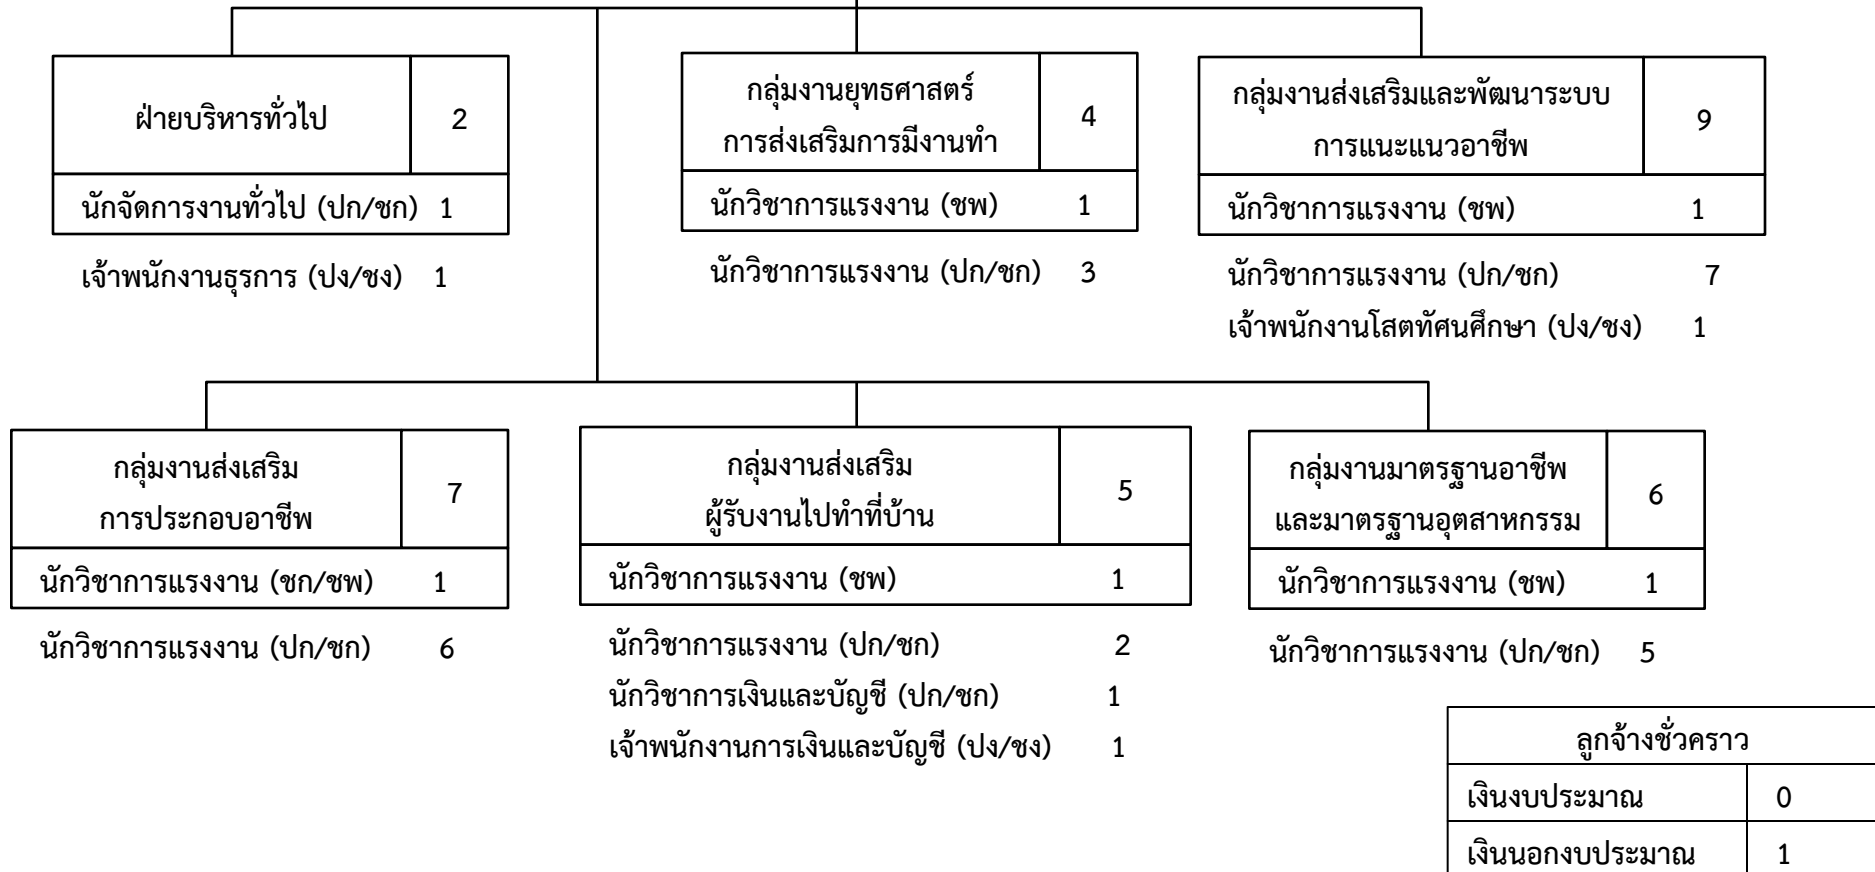 ฝ่ายบริหารทั่วไป 2
นักจัดการงานทั่วไป (ปก/ชก) 1
เจ้าพนักงานธุรการ (ปง/ชง) 1
กลุ่มงานยุทธศาสตร์
การส่งเสริมการมีงานทำ 4
นักวิชาการแรงงาน (ชพ) 1
นักวิชาการแรงงาน (ปก/ชก) 3
กลุ่มงานส่งเสริมและพัฒนาระบบ
การแนะแนวอาชีพ 9
นักวิชาการแรงงาน (ชพ) 1
นักวิชาการแรงงาน (ปก/ชก) 7
เจ้าพนักงานโสตทัศนศึกษา (ปง/ชง) 1
กลุ่มงานส่งเสริม
การประกอบอาชีพ 7
นักวิชาการแรงงาน (ชก/ชพ) 1
นักวิชาการแรงงาน (ปก/ชก) 6
กลุ่มงานส่งเสริม
ผู้รับงานไปทำที่บ้าน 5
นักวิชาการแรงงาน (ชพ) 1
นักวิชาการแรงงาน (ปก/ชก) 2
นักวิชาการเงินและบัญชี (ปก/ชก) 1
เจ้าพนักงานการเงินและบัญชี (ปง/ชง) 1
กลุ่มงานมาตรฐานอาชีพ
และมาตรฐานอุตสาหกรรม 6
นักวิชาการแรงงาน (ชพ) 1
นักวิชาการแรงงาน (ปก/ชก) 5
ลูกจ้างชั่วคราว
เงินงบประมาณ 0
เงินนอกงบประมาณ 1